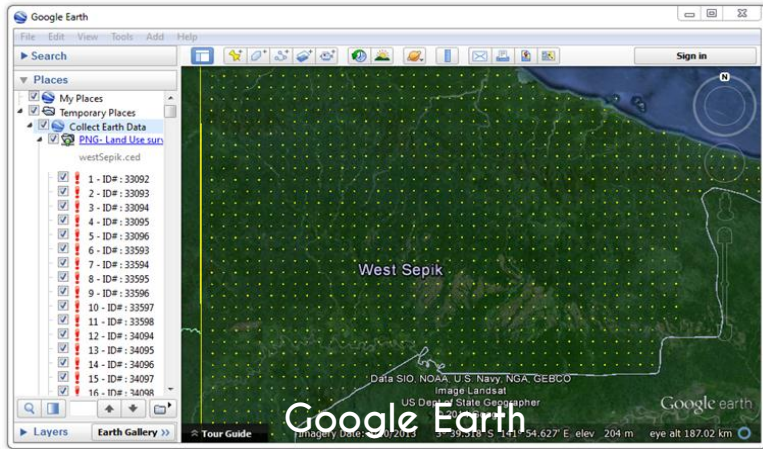 Google Earth
File Edit View Tools Add Help
Search
Sign in
Places
My Places
Temporary Places
Collect Earth Data
PNG- Land Use surv
westSepik.ced
1 - ID# : 33092
2 - ID# : 33093
3 - ID# : 33094
4 - ID# : 33095
5 - ID# : 33096
6 - ID# : 33593
7 - ID# : 33594
8 - ID# : 33595
9 - ID# : 33596
10 - ID# : 33597
11 - ID# : 33598
12 - ID# : 34094
13 - ID# : 34095
14 - ID# : 34096
15 - ID# : 34097
16 - ID# : 34098
Layers
Earth Gallery >>
N
West Sepik
Data SIO, NOAA, U.S. Navy, NGA, GEBCO
Image Landsat
US Dept of State Geographer
Google earth
Tour Guide
Imagery Date: 2013
141° 54.627' E elev 204 m eye alt 187.02 km
Google Earth